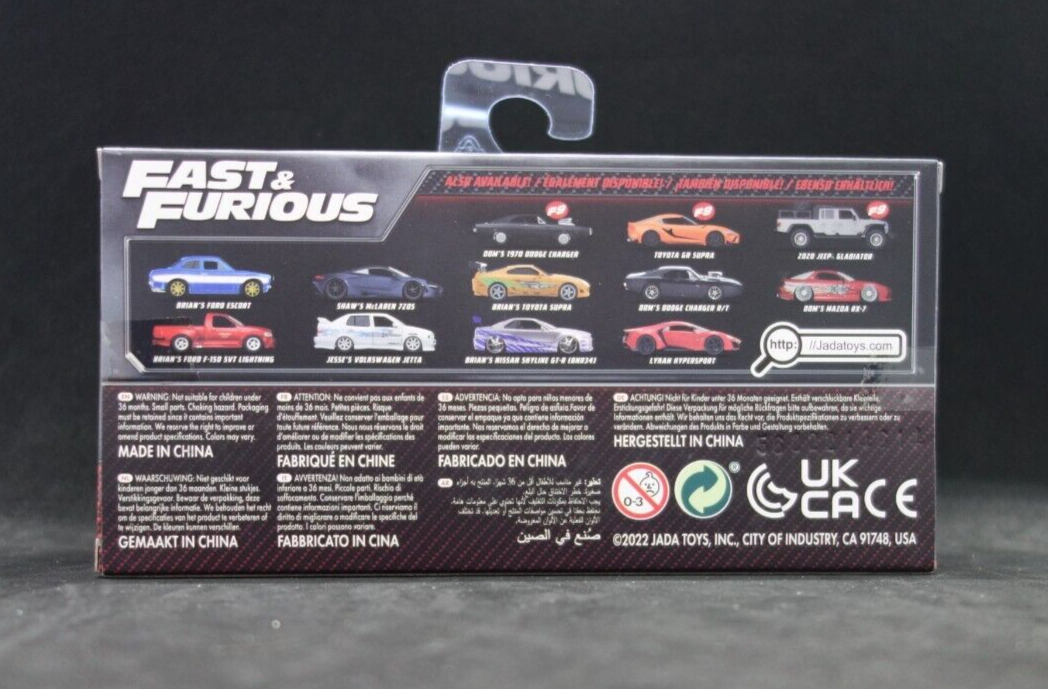 FAST &
FURIOUS
ALSO AVAILABLE! / ÉGALEMENT DISPONIBLE! / ¡TAMBIÉN DISPONIBLE! / EBENSO ERHÄLTLICH!
F9
F9
F9
DOM'S 1970 DODGE CHARGER
TOYOTA GR SUPRA
2020 JEEP® GLADIATOR
BRIAN'S FORD ESCORT
SHAW'S McLAREN 720S
BRIAN'S TOYOTA SUPRA
DOM'S DODGE CHARGER R/T
DOM'S MAZDA RX-7
BRIAN'S FORD F-150 SVT LIGHTNING
JESSE'S VOLKSWAGEN JETTA
BRIAN'S NISSAN SKYLINE GT-R (BNR34)
LYKAN HYPERSPORT
http: //Jadatoys.com
EN WARNING: Not suitable for children under
36 months. Small parts. Choking hazard. Packaging
must be retained since it contains important
information. We reserve the right to improve or
amend product specifications. Colors may vary.
MADE IN CHINA
FR ATTENTION: Ne convient pas aux enfants de
moins de 36 mois. Petites pièces. Risque
d'étouffement. Veuillez conserver l'emballage pour
toute future référence. Nous nous réservons le droit
d'améliorer ou de modifier les spécifications des
produits. Les couleurs peuvent varier.
FABRIQUÉ EN CHINE
ES ADVERTENCIA: No apta para niños menores de
36 meses. Piezas pequeñas. Peligro de asfixia.Favor de
conservar el empaque ya que contiene información
importante. Nos reservamos el derecho de mejorar o
modificar las especificaciones del producto. Los colores
pueden variar.
FABRICADO EN CHINA
DE ACHTUNG! Nicht für Kinder unter 36 Monaten geeignet. Enthält verschluckbare Kleinteile.
Erstickungsgefahr! Diese Verpackung für mögliche Rückfragen bitte aufbewahren, da sie wichtige
Informationen enthält. Wir behalten uns das Recht vor, die Produktspezifikationen zu verbessern oder zu
verändern. Abweichungen des Produkts in Farbe und Gestaltung vorbehalten.
HERGESTELLT IN CHINA
NL WAARSCHUWING: Niet geschikt voor
kinderen jonger dan 36 maanden. Kleine stukjes.
Verstikkingsgevaar. Bewaar de verpakking, deze
bevat belangrijke informatie. We behouden het recht
om de specificaties van het product te verbeteren of
te wijzigen. De kleuren kunnen verschillen.
GEMAAKT IN CHINA
IT AVVERTENZA! Non adatto ai bambini di età
inferiore a 36 mesi. Piccole parti. Rischio di
soffocamento. Conservare l'imballaggio perché
contiene informazioni importanti. Ci riserviamo il
diritto di migliorare o modificare le specifiche del
prodotto. I colori possono variare.
FABBRICATO IN CINA
صنع في الصين
0-3
UK
CA CE
©2022 JADA TOYS, INC., CITY OF INDUSTRY, CA 91748, USA